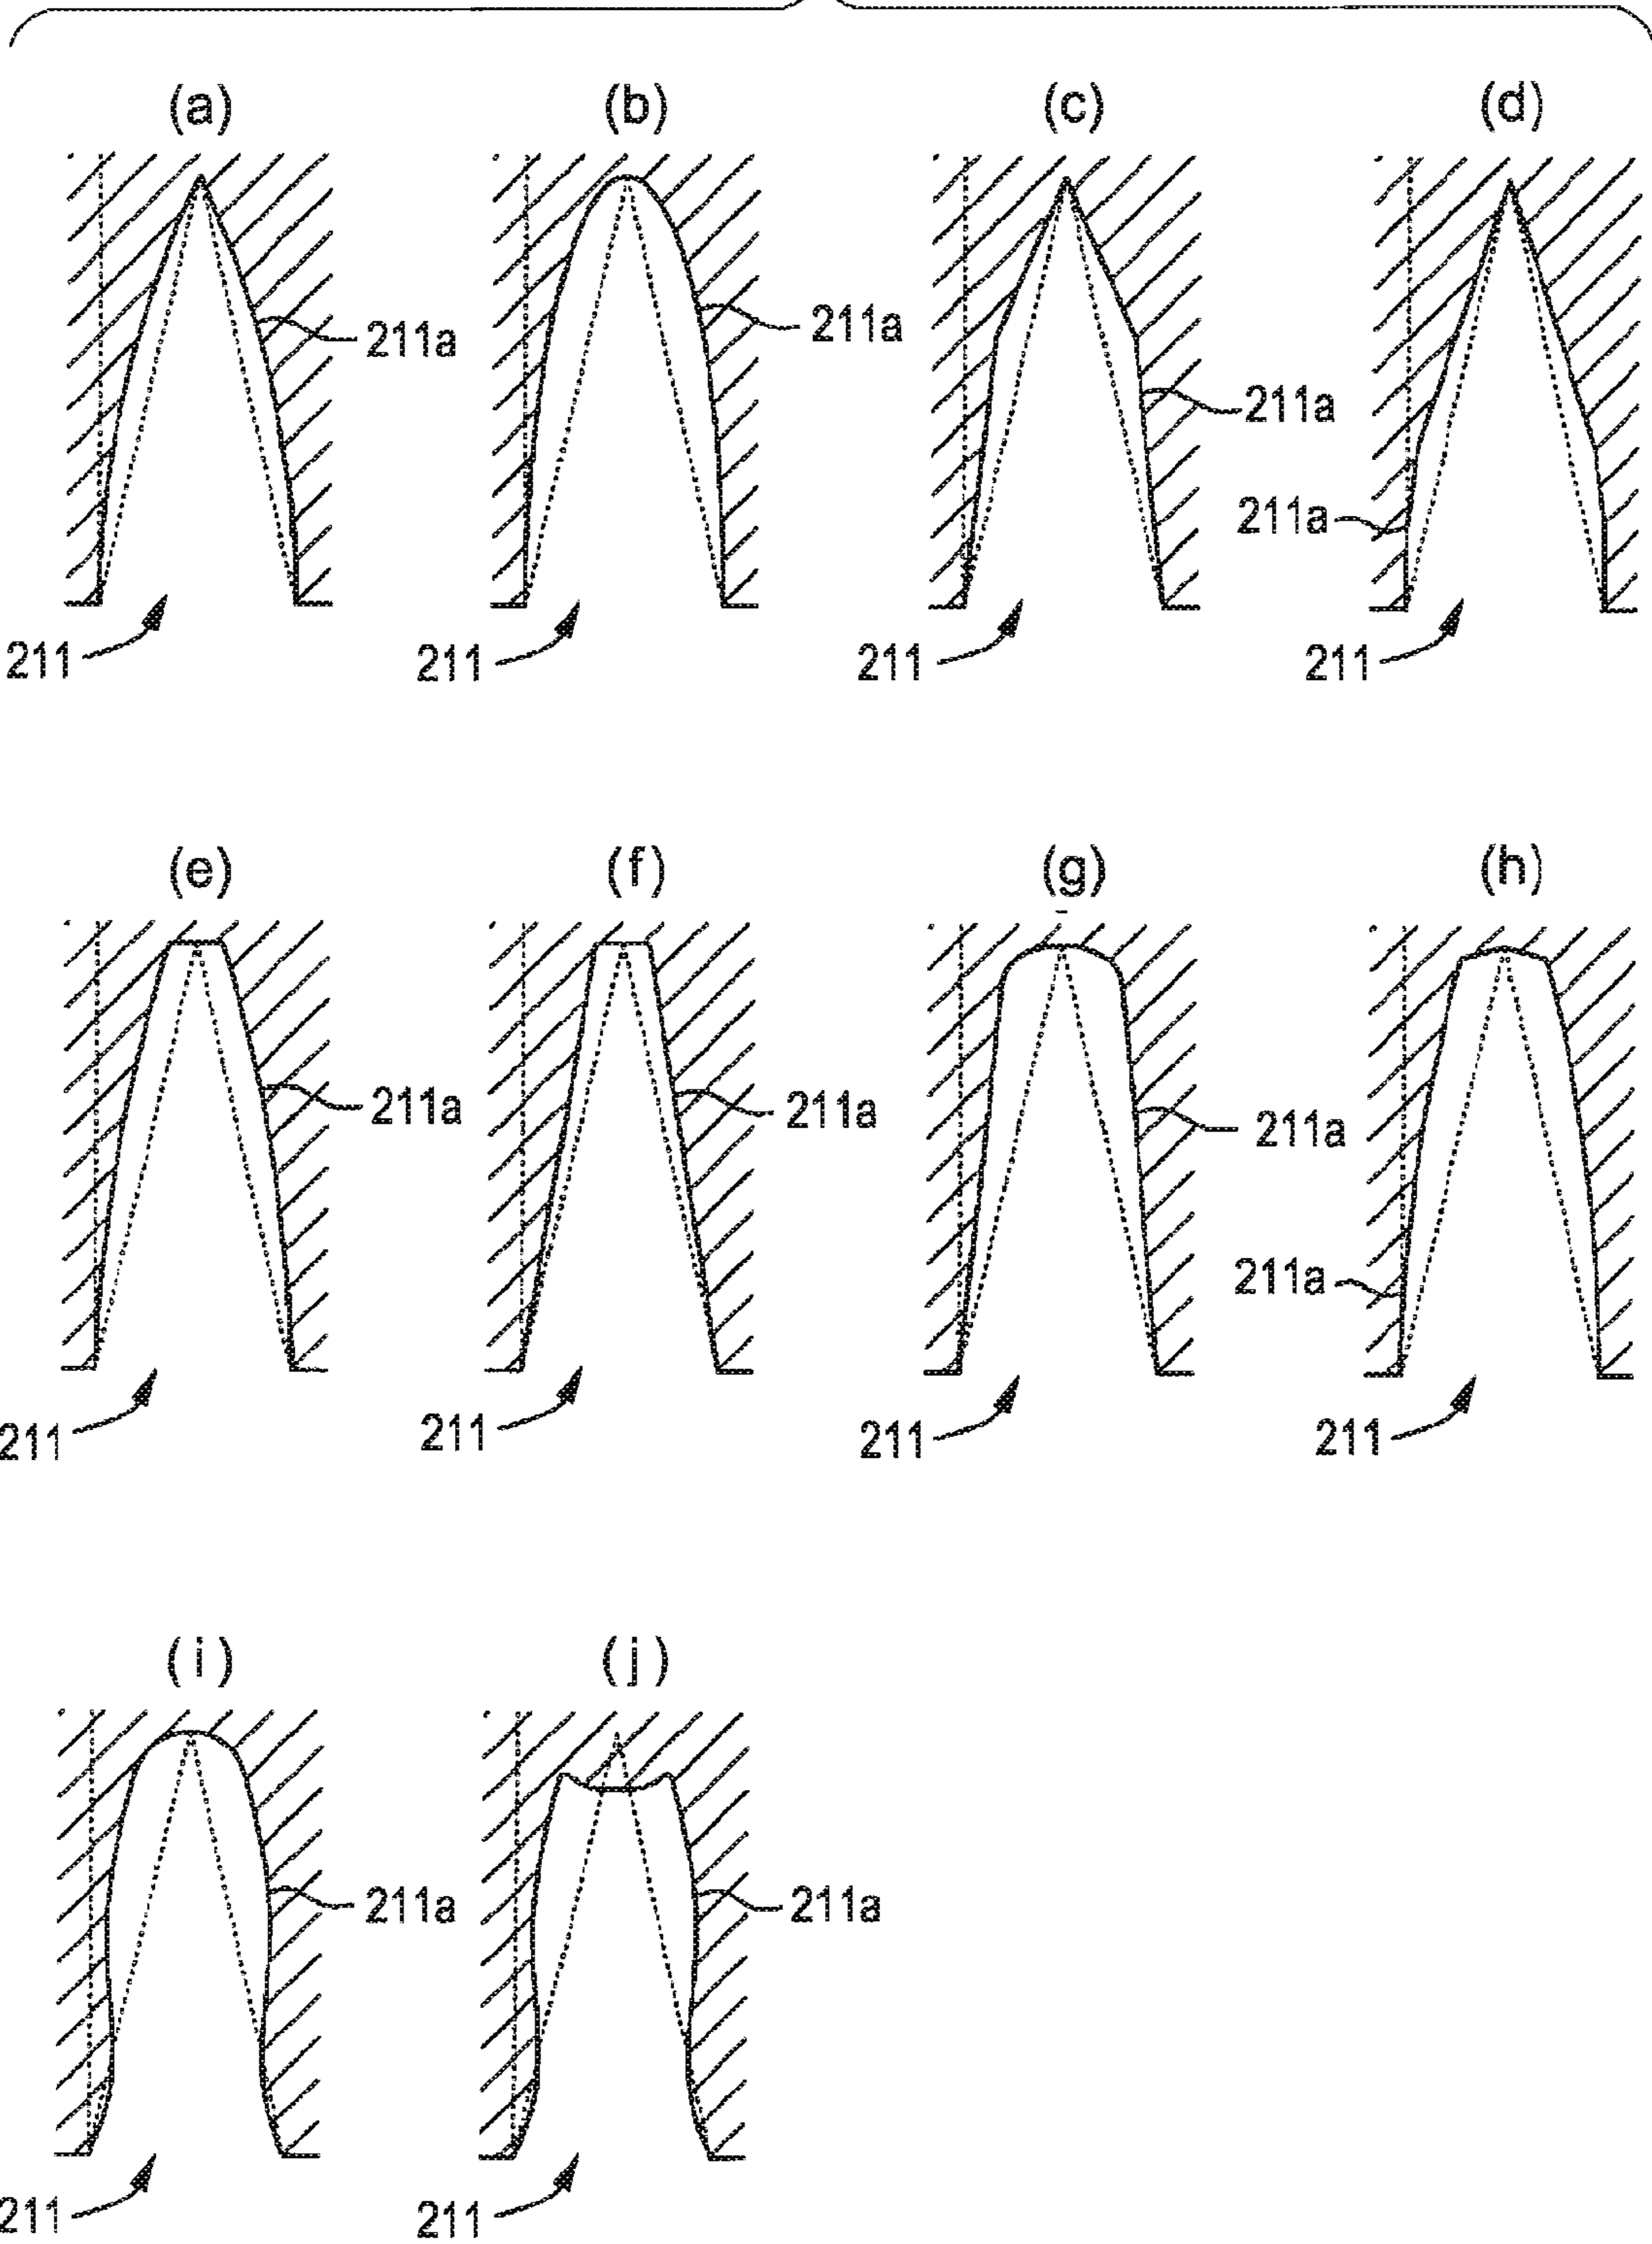 (a) (b) (c) (d)
211a 211a 211a 211a
211 211 211 211
(e) (f) (g) (h)
211a 211a 211a 211a
211 211 211 211
(i) (j)
211a 211a
211 211